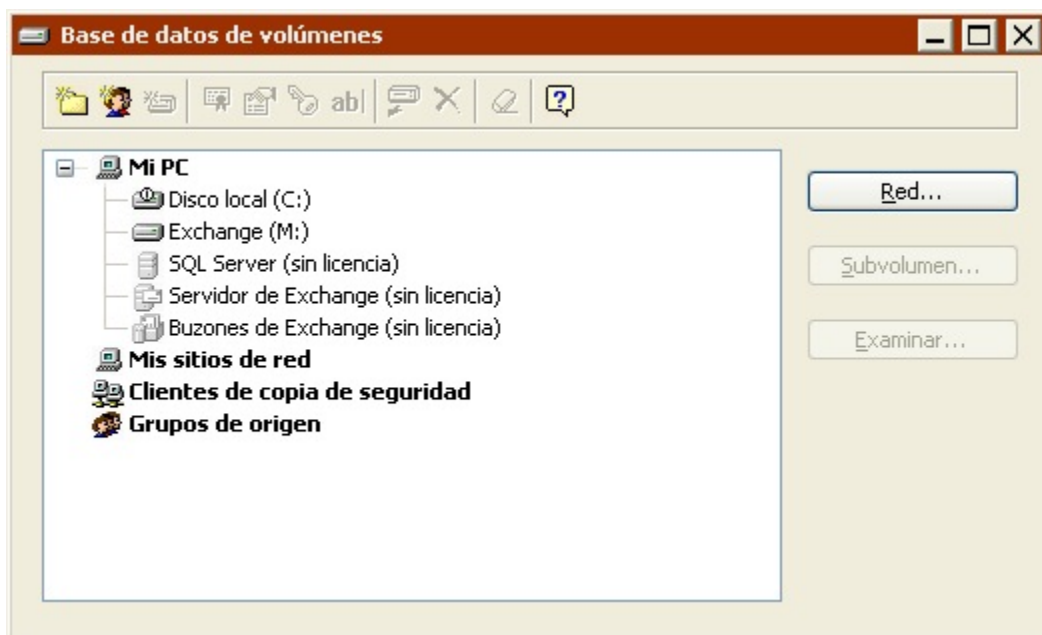 Base de datos de volúmenes
ab|
Mi PC
Disco local (C:)
Exchange (M:)
SQL Server (sin licencia)
Servidor de Exchange (sin licencia)
Buzones de Exchange (sin licencia)
Mis sitios de red
Clientes de copia de seguridad
Grupos de origen
Red...
Subvolumen...
Examinar...